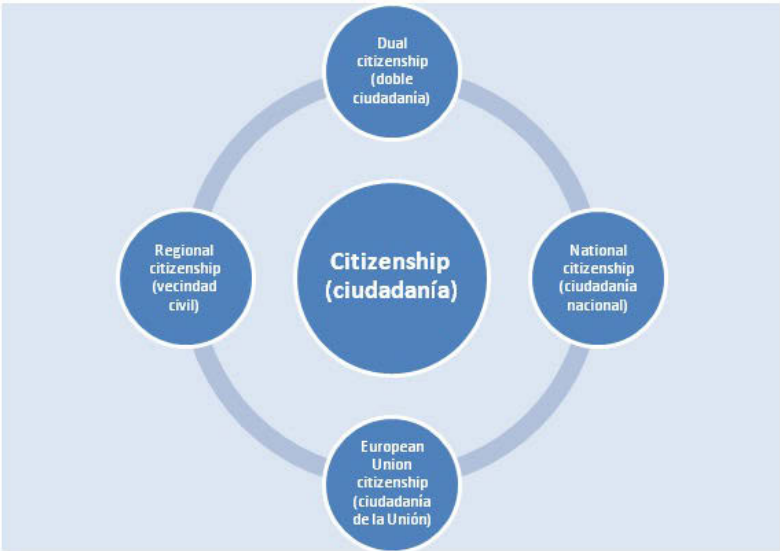 Dual
citizenship
(doble
ciudadanía)
Regional
citizenship
(vecindad
civil)
Citizenship
(ciudadanía)
National
citizenship
(ciudadanía
nacional)
European
Union
citizenship
(ciudadanía
de la Unión)